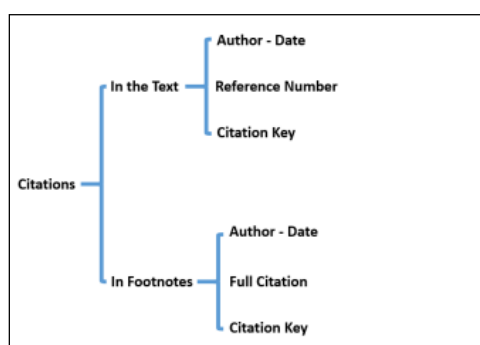 Citations
In the Text
Author - Date
Reference Number
Citation Key
In Footnotes
Author - Date
Full Citation
Citation Key